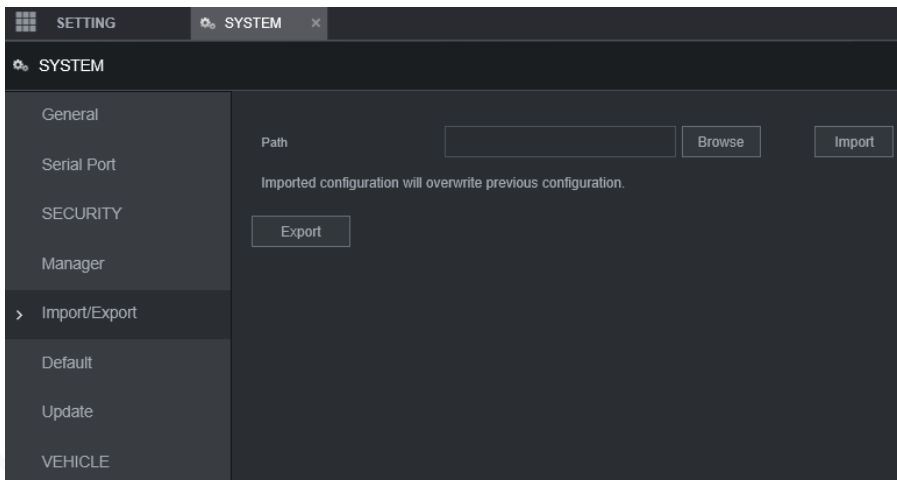 SETTING
SYSTEM ×
SYSTEM
General
Serial Port
SECURITY
Manager
Import/Export
Default
Update
VEHICLE
Path Browse Import
Imported configuration will overwrite previous configuration.
Export